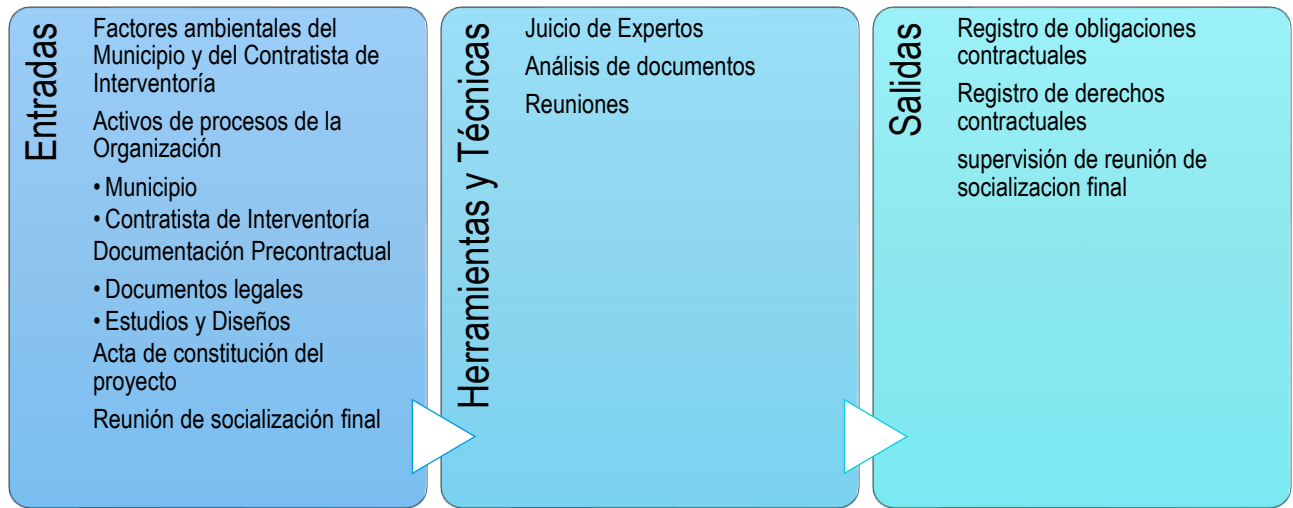 Entradas
Factores ambientales del
Municipio y del Contratista de
Interventoría
Activos de procesos de la
Organización
• Municipio
• Contratista de Interventoría
Documentación Precontractual
• Documentos legales
• Estudios y Diseños
Acta de constitución del
proyecto
Reunión de socialización final
Herramientas y Técnicas
Juicio de Expertos
Análisis de documentos
Reuniones
Salidas
Registro de obligaciones
contractuales
Registro de derechos
contractuales
supervisión de reunión de
socializacion final